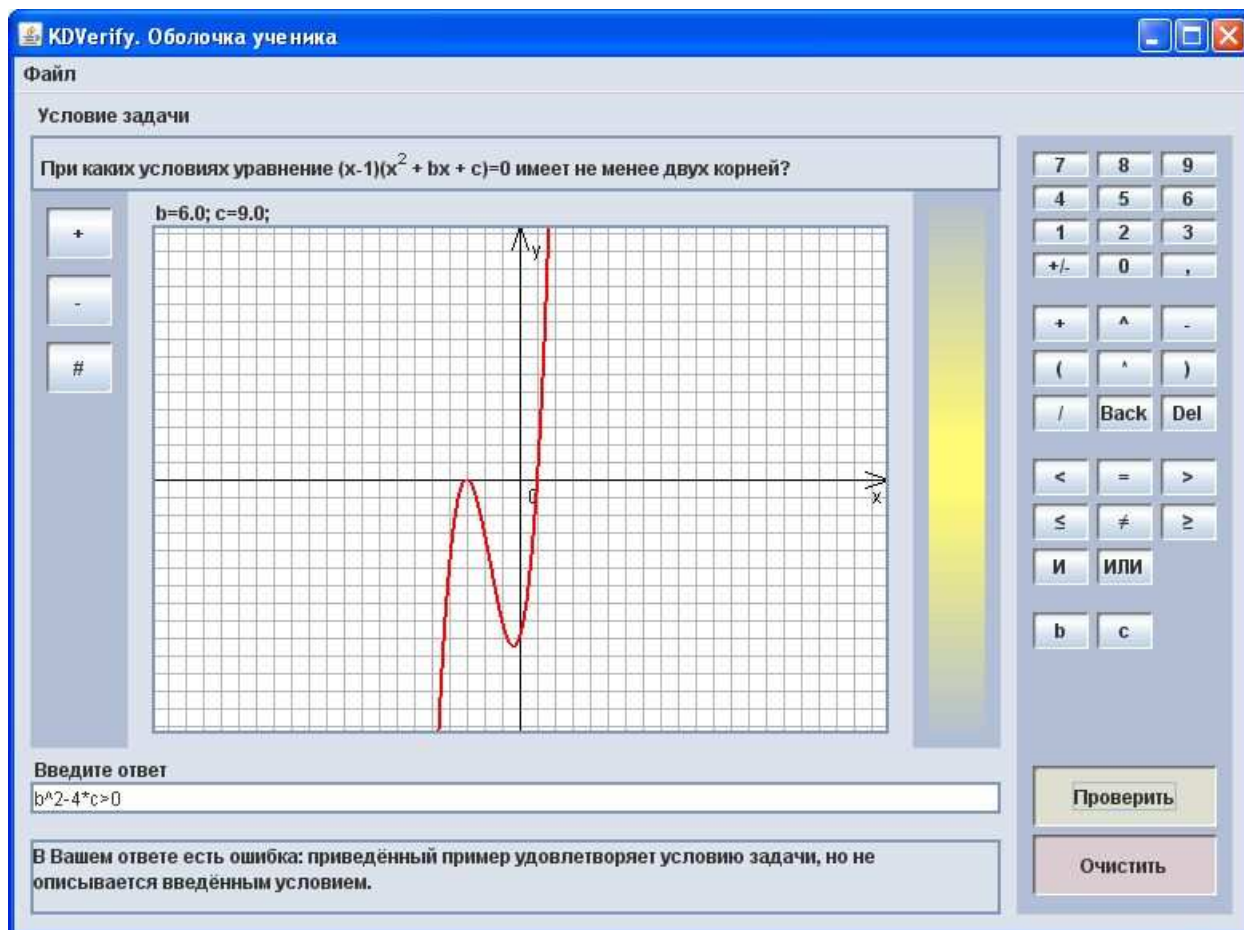 KDVerify. Оболочка ученика
Файл
Условие задачи
При каких условиях уравнение (x-1)(x² + bx + c)=0 имеет не менее двух корней?
+
-
#
b=6.0; c=9.0;
y
0
x
7 8 9
4 5 6
1 2 3
+/- 0 ,
+ ^ -
( * )
/ Back Del
< = >
≤ ≠ ≥
И ИЛИ
b c
Введите ответ
b^2-4*c>0
Проверить
В Вашем ответе есть ошибка: приведённый пример удовлетворяет условию задачи, но не
описывается введённым условием.
Очистить